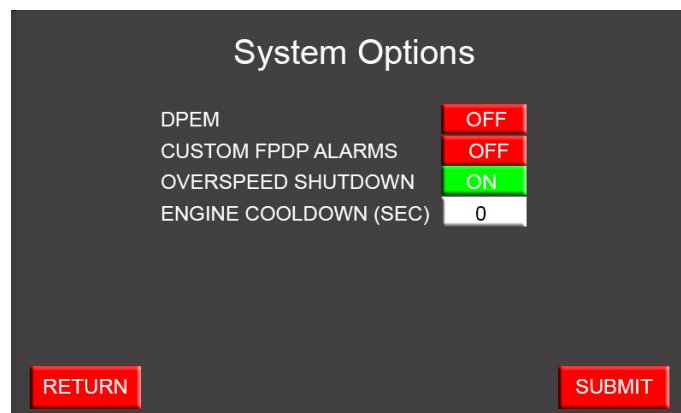 System Options
DPEM OFF
CUSTOM FPDP ALARMS OFF
OVERSPEED SHUTDOWN ON
ENGINE COOLDOWN (SEC) 0
RETURN SUBMIT